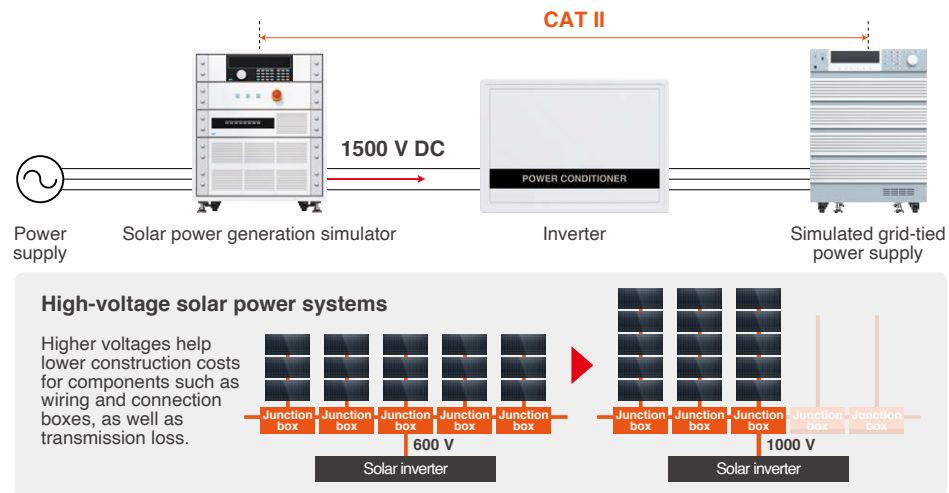 CAT II
1500 V DC
POWER CONDITIONER
Power
supply
Solar power generation simulator
Inverter
Simulated grid-tied
power supply
High-voltage solar power systems
Higher voltages help
lower construction costs
for components such as
wiring and connection
boxes, as well as
transmission loss.
Junction
box
Junction
box
Junction
box
Junction
box
Junction
box
600 V
Solar inverter
Junction
box
Junction
box
Junction
box
Junction
box
Junction
box
1000 V
Solar inverter